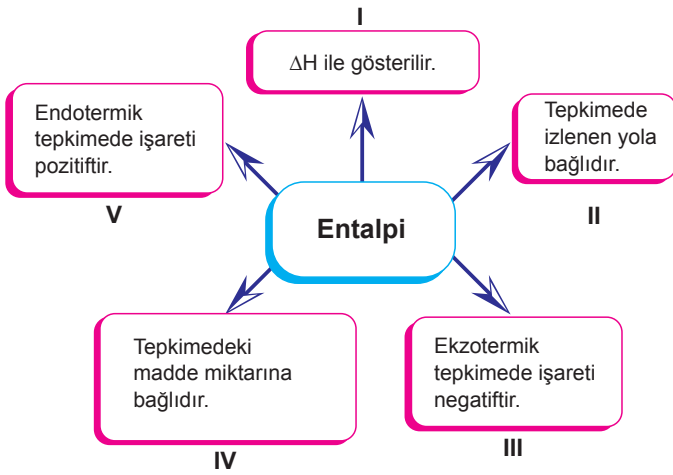 I
ΔH ile gösterilir.
Endotermik
tepkimede işareti
pozitiftir.
V
Tepkimede
izlenen yola
bağlıdır.
II
Entalpi
Tepkimedeki
madde miktarına
bağlıdır.
IV
Ekzotermik
tepkimede işareti
negatiftir.
III